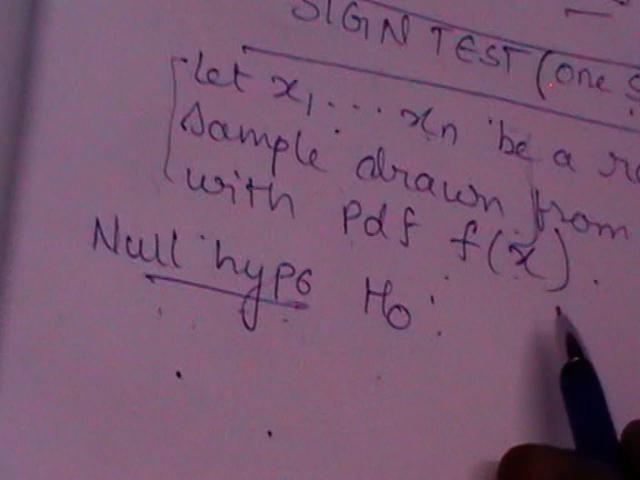 SIGN TEST (one
Let x1, ... xn be a
sample drawn from
with pdf f(x).
Null hypo H0: